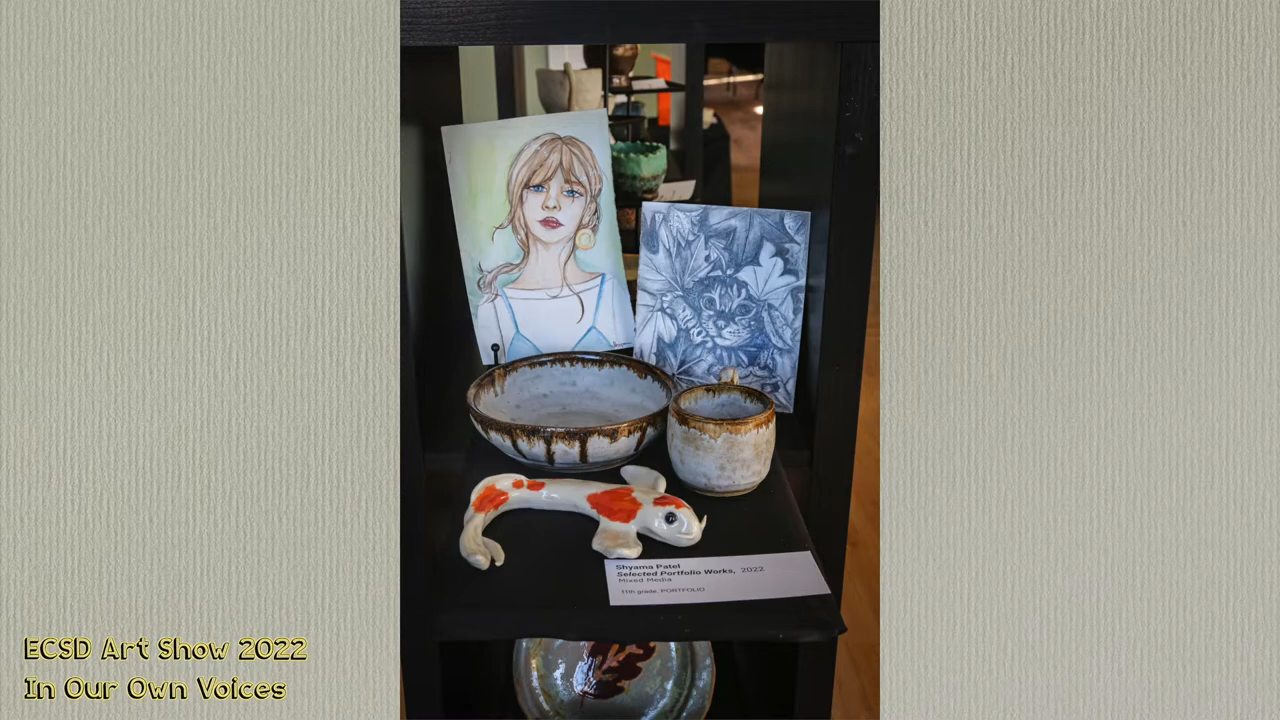 Shyama Patel
Selected Portfolio Works, 2022
Mixed Media
11th grade, PORTFOLIO
ECSD Art Show 2022
In Our Own Voices